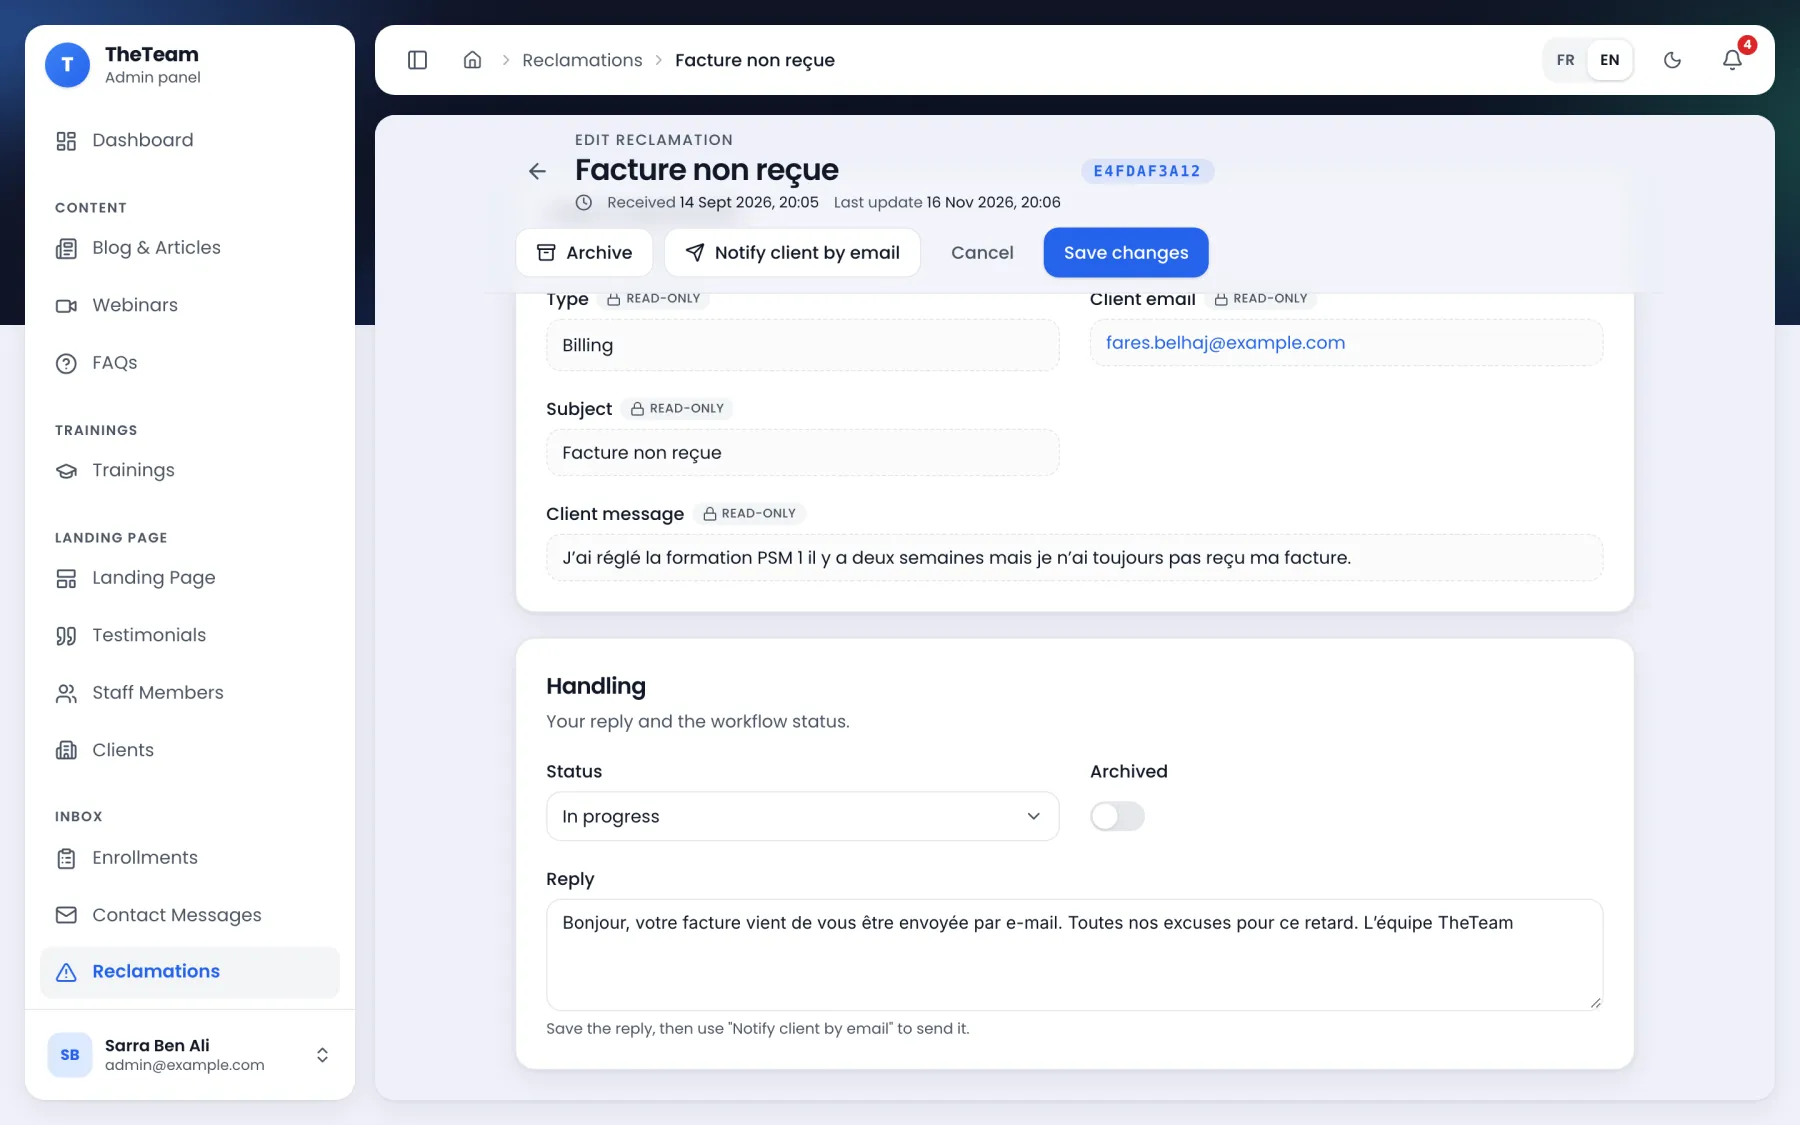 T
TheTeam
Admin panel
Dashboard
CONTENT
Blog & Articles
Webinars
FAQs
TRAININGS
Trainings
LANDING PAGE
Landing Page
Testimonials
Staff Members
Clients
INBOX
Enrollments
Contact Messages
Reclamations
SB
Sarra Ben Ali
admin@example.com
Reclamations
Facture non reçue
FR
EN
4
EDIT RECLAMATION
Facture non reçue
E4FDAF3A12
Received 14 Sept 2026, 20:05 Last update 16 Nov 2026, 20:06
Archive
Notify client by email
Cancel
Save changes
Type READ-ONLY
Billing
Client email READ-ONLY
fares.belhaj@example.com
Subject READ-ONLY
Facture non reçue
Client message READ-ONLY
J’ai réglé la formation PSM 1 il y a deux semaines mais je n’ai toujours pas reçu ma facture.
Handling
Your reply and the workflow status.
Status
In progress
Archived
Reply
Bonjour, votre facture vient de vous être envoyée par e-mail. Toutes nos excuses pour ce retard. L’équipe TheTeam
Save the reply, then use "Notify client by email" to send it.